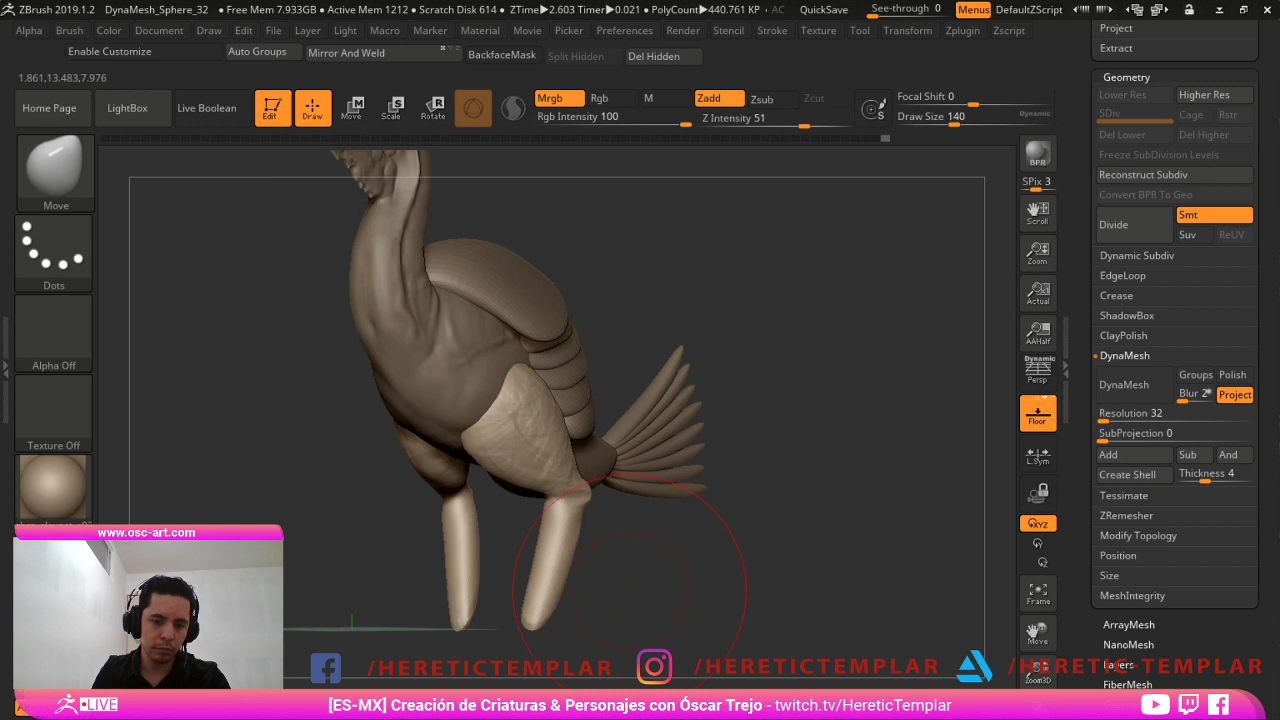 ZBrush 2019.1.2 DynaMesh_Sphere_32 • Free Mem 7.933GB • Active Mem 1212 • Scratch Disk 614 • ZTime▶2.603 Timer▶0.021 • PolyCount▶440.761 KP • AC QuickSave See-through 0 Menus DefaultZScript
Alpha Brush Color Document Draw Edit File Layer Light Macro Marker Material Movie Picker Preferences Render Stencil Stroke Texture Tool Transform Zplugin Zscript
Enable Customize Auto Groups Mirror And Weld BackfaceMask Split Hidden Del Hidden
1.861,13.483,7.976
Home Page LightBox Live Boolean Edit Draw Move Scale Rotate
Mrgb Rgb M Zadd Zsub Zcut Focal Shift 0
Rgb Intensity 100 Z Intensity 51 Draw Size 140 Dynamic
Move
Dots
Alpha Off
Texture Off
BPR
SPix 3
Scroll
Zoom
Actual
AAHalf
Dynamic
Persp
Floor
L.Sym
XYZ
Frame
Move
Zoom3D
Project
Extract
Geometry
Lower Res Higher Res
SDiv Cage Rstr
Del Lower Del Higher
Freeze SubDivision Levels
Reconstruct Subdiv
Convert BPR To Geo
Divide Smt
Suv ReUV
Dynamic Subdiv
EdgeLoop
Crease
ShadowBox
ClayPolish
DynaMesh
DynaMesh Groups Polish
Blur 2 Project
Resolution 32
SubProjection 0
Add Sub And
Create Shell Thickness 4
Tessimate
ZRemesher
Modify Topology
Position
Size
MeshIntegrity
ArrayMesh
NanoMesh
Layers
FiberMesh
www.osc-art.com
/HERETICTEMPLAR /HERETICTEMPLAR /HERETIC-TEMPLAR
LIVE [ES-MX] Creación de Criaturas & Personajes con Óscar Trejo - twitch.tv/HereticTemplar